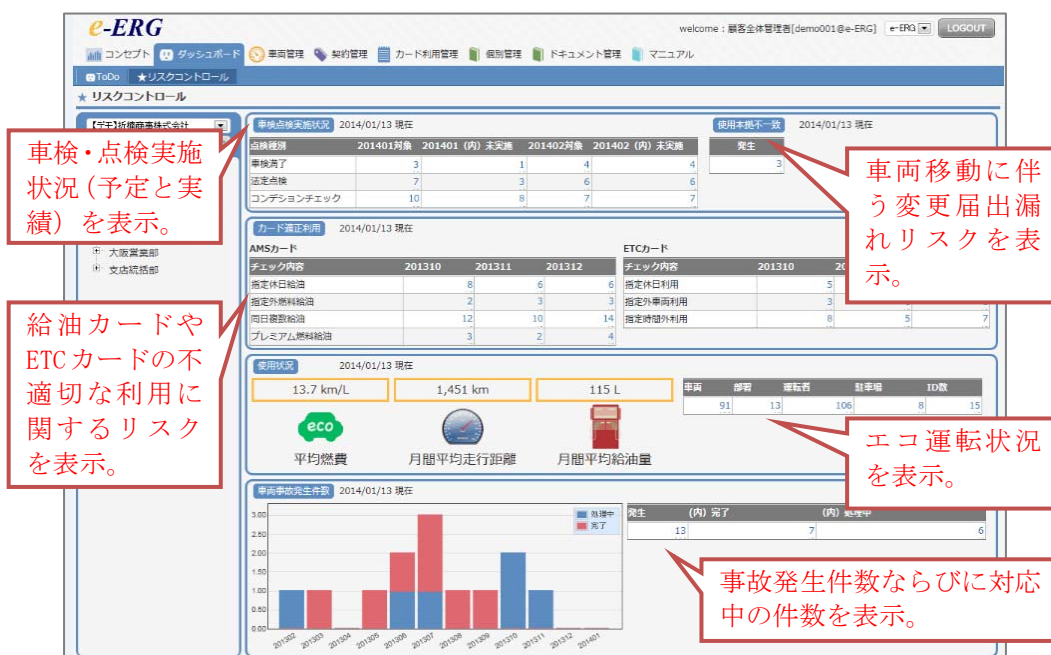 e-ERG
welcome：顧客全体管理者[demo001@e-ERG] e-ERG LOGOUT
コンセプト ダッシュボード 車両管理 契約管理 カード利用管理 個別管理 ドキュメント管理 マニュアル
ToDo ★リスクコントロール
★ リスクコントロール
車検・点検実施
状況（予定と実
績）を表示。
大阪営業部
支店統括部
車検点検実施状況 2014/01/13 現在
点検種別 201401対象 201401（内）未実施 201402対象 201402（内）未実施
車検満了 3 1 4 4
法定点検 7 3 6 6
コンデションチェック 10 8 7 7
使用本拠不一致 2014/01/13 現在
発生
3
車両移動に伴
う変更届出漏
れリスクを表
示。
カード適正利用 2014/01/13 現在
AMSカード
チェック内容 201310 201311 201312
指定休日給油 8 6 6
指定外燃料給油 2 3 3
同日複数給油 12 10 14
プレミアム燃料給油 3 2 4
ETCカード
チェック内容 201310
指定休日利用 5
指定外車両利用 3
指定時間外利用 8 5 7
給油カードや
ETCカードの不
適切な利用に
関するリスク
を表示。
使用状況 2014/01/13 現在
13.7 km/L 1,451 km 115 L
eco
平均燃費 月間平均走行距離 月間平均給油量
車両 部署 運転者 駐車場 ID数
91 13 106 8 15
エコ運転状況
を表示。
車両事故発生件数 2014/01/13 現在
処理中
完了
3.00
2.50
2.00
1.50
1.00
0.50
0.00
201302 201303 201304 201305 201306 201307 201308 201309 201310 201311 201312 201401
発生 (内) 完了 (内) 処理中
13 7 6
事故発生件数ならびに対応
中の件数を表示。